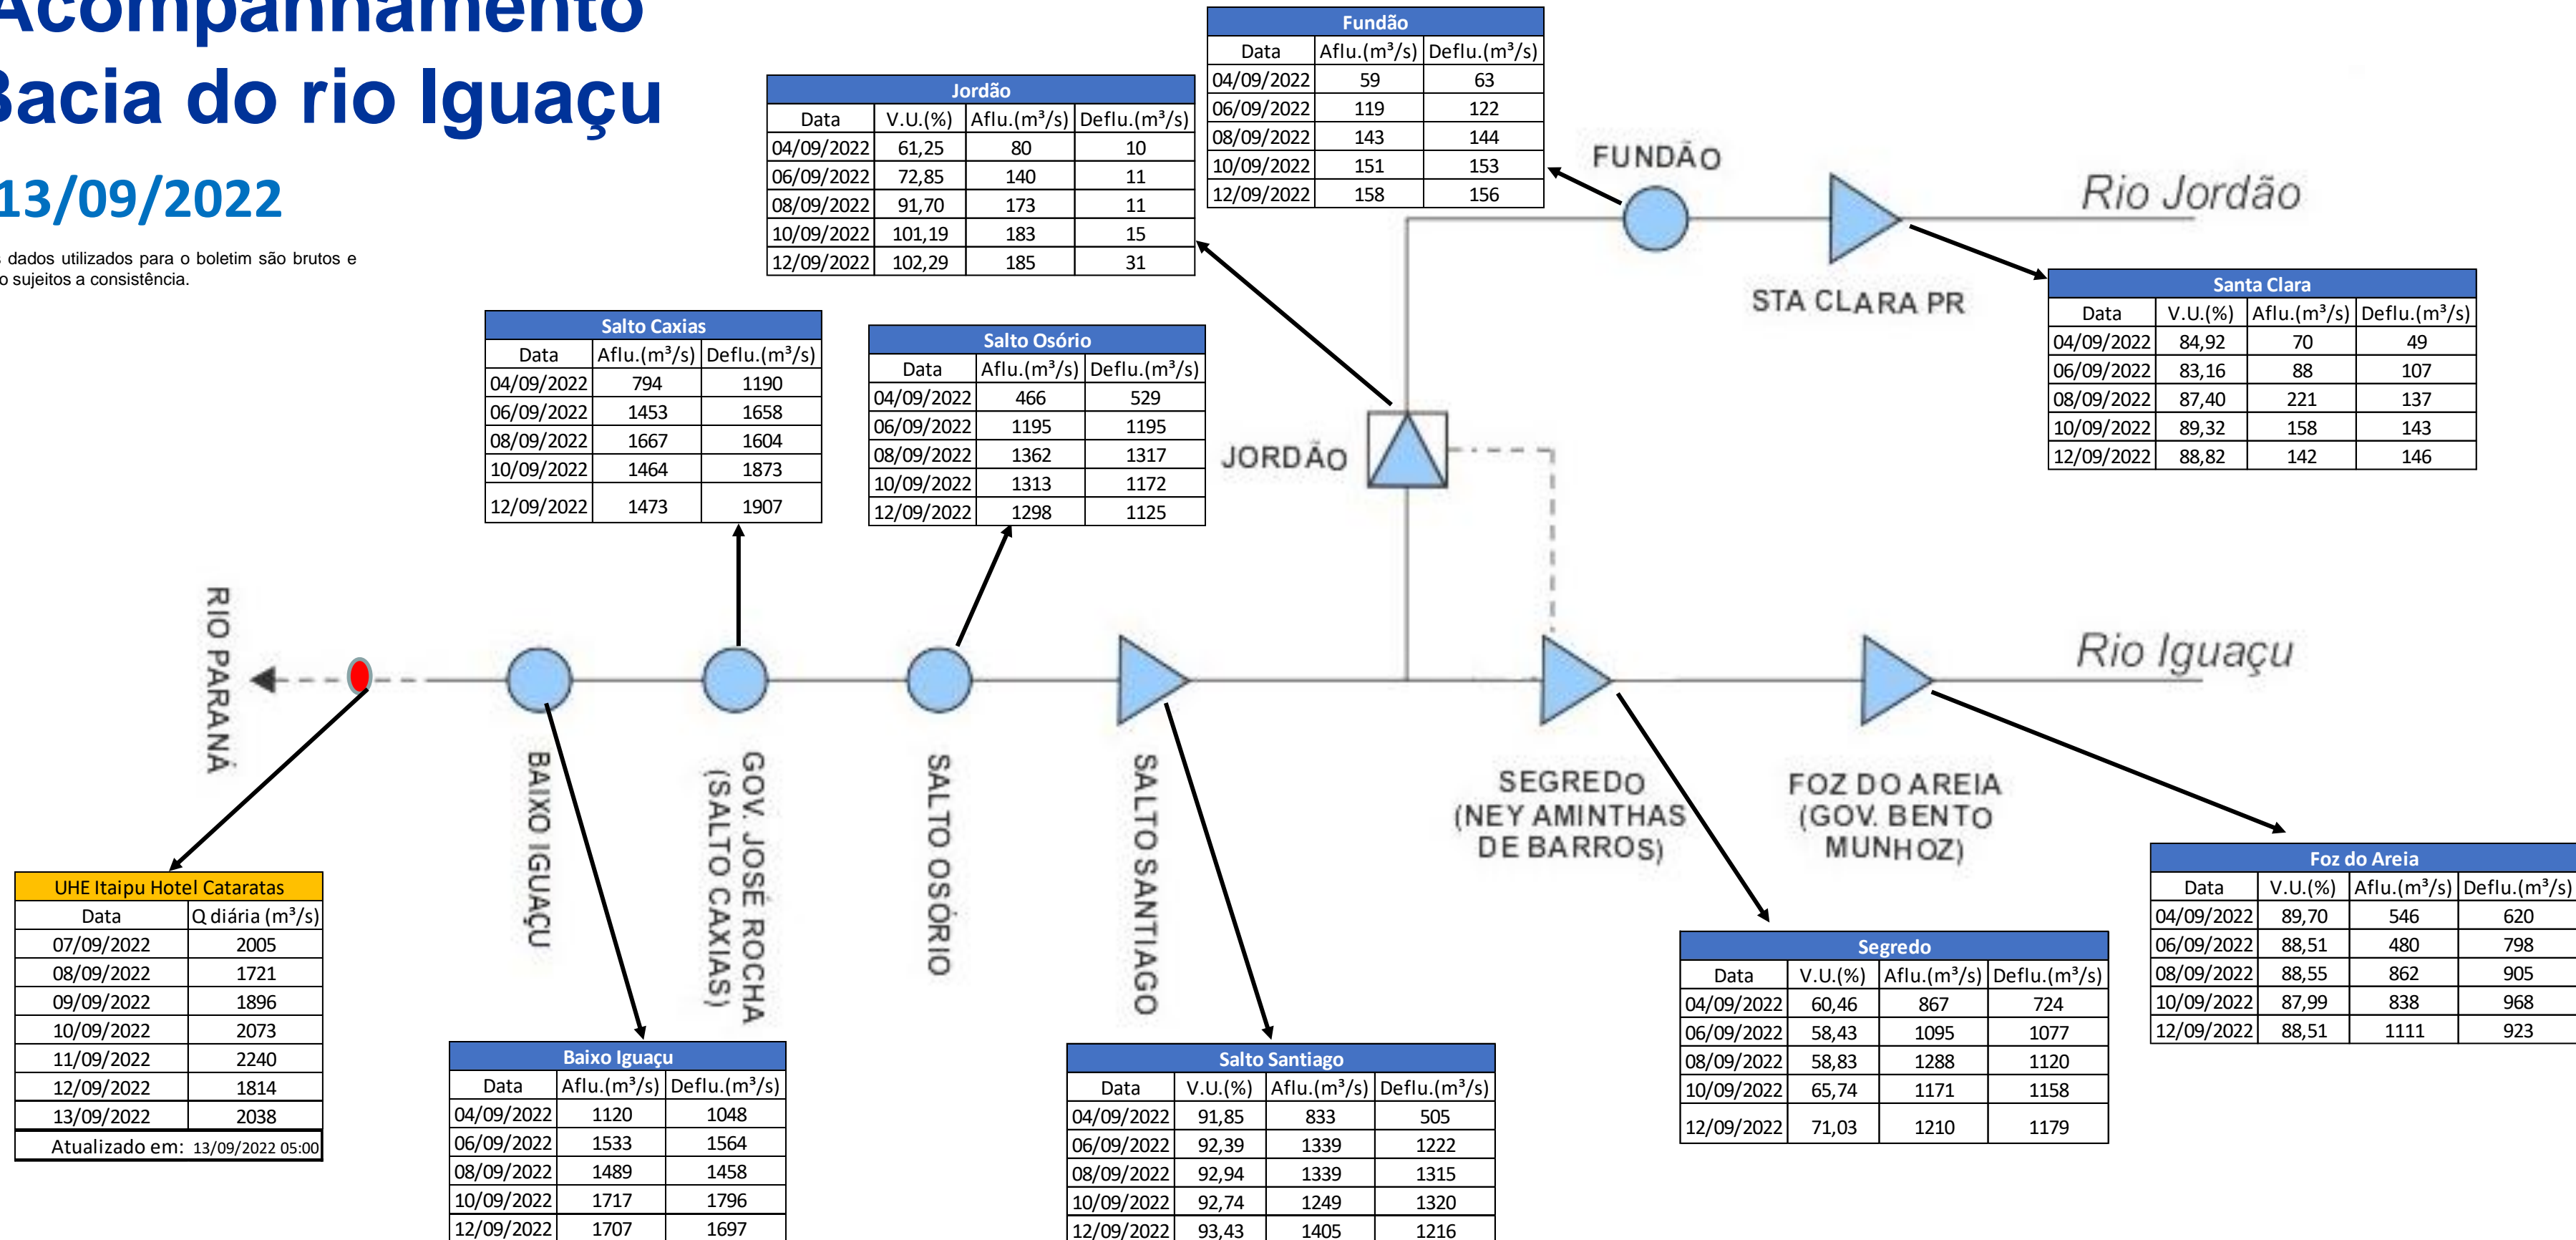 Acompanhamento
Bacia do rio Iguaçu
13/09/2022
dados utilizados para o boletim são brutos e
sujeitos a consistência.
Fundão
Data Aflu.(m³/s) Deflu.(m³/s)
04/09/2022 59 63
06/09/2022 119 122
08/09/2022 143 144
10/09/2022 151 153
12/09/2022 158 156
Jordão
Data V.U.(%) Aflu.(m³/s) Deflu.(m³/s)
04/09/2022 61,25 80 10
06/09/2022 72,85 140 11
08/09/2022 91,70 173 11
10/09/2022 101,19 183 15
12/09/2022 102,29 185 31
FUNDÃO
Rio Jordão
STA CLARA PR
Santa Clara
Data V.U.(%) Aflu.(m³/s) Deflu.(m³/s)
04/09/2022 84,92 70 49
06/09/2022 83,16 88 107
08/09/2022 87,40 221 137
10/09/2022 89,32 158 143
12/09/2022 88,82 142 146
Salto Caxias
Data Aflu.(m³/s) Deflu.(m³/s)
04/09/2022 794 1190
06/09/2022 1453 1658
08/09/2022 1667 1604
10/09/2022 1464 1873
12/09/2022 1473 1907
Salto Osório
Data Aflu.(m³/s) Deflu.(m³/s)
04/09/2022 466 529
06/09/2022 1195 1195
08/09/2022 1362 1317
10/09/2022 1313 1172
12/09/2022 1298 1125
JORDÃO
RIO PARANÁ
Rio Iguaçu
BAIXO IGUAÇU
GOV. JOSÉ ROCHA
(SALTO CAXIAS)
SALTO OSÓRIO
SALTO SANTIAGO
SEGREDO
(NEY AMINTHAS
DE BARROS)
FOZ DO AREIA
(GOV. BENTO
MUNHOZ)
UHE Itaipu Hotel Cataratas
Data Q diária (m³/s)
07/09/2022 2005
08/09/2022 1721
09/09/2022 1896
10/09/2022 2073
11/09/2022 2240
12/09/2022 1814
13/09/2022 2038
Atualizado em: 13/09/2022 05:00
Baixo Iguaçu
Data Aflu.(m³/s) Deflu.(m³/s)
04/09/2022 1120 1048
06/09/2022 1533 1564
08/09/2022 1489 1458
10/09/2022 1717 1796
12/09/2022 1707 1697
Salto Santiago
Data V.U.(%) Aflu.(m³/s) Deflu.(m³/s)
04/09/2022 91,85 833 505
06/09/2022 92,39 1339 1222
08/09/2022 92,94 1339 1315
10/09/2022 92,74 1249 1320
12/09/2022 93,43 1405 1216
Segredo
Data V.U.(%) Aflu.(m³/s) Deflu.(m³/s)
04/09/2022 60,46 867 724
06/09/2022 58,43 1095 1077
08/09/2022 58,83 1288 1120
10/09/2022 65,74 1171 1158
12/09/2022 71,03 1210 1179
Foz do Areia
Data V.U.(%) Aflu.(m³/s) Deflu.(m³/s)
04/09/2022 89,70 546 620
06/09/2022 88,51 480 798
08/09/2022 88,55 862 905
10/09/2022 87,99 838 968
12/09/2022 88,51 1111 923